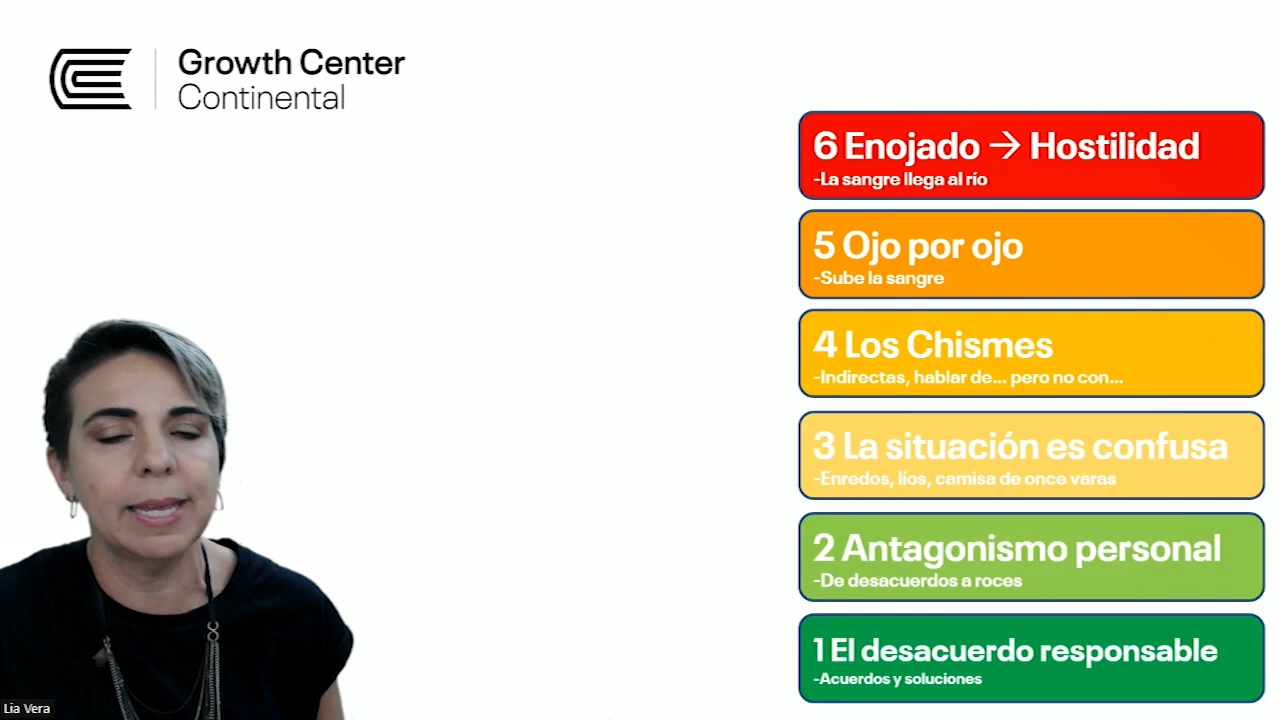 Growth Center
Continental
6 Enojado → Hostilidad
-La sangre llega al río
5 Ojo por ojo
-Sube la sangre
4 Los Chismes
-Indirectas, hablar de... pero no con...
3 La situación es confusa
-Enredos, líos, camisa de once varas
2 Antagonismo personal
-De desacuerdos a roces
1 El desacuerdo responsable
-Acuerdos y soluciones
Lia Vera